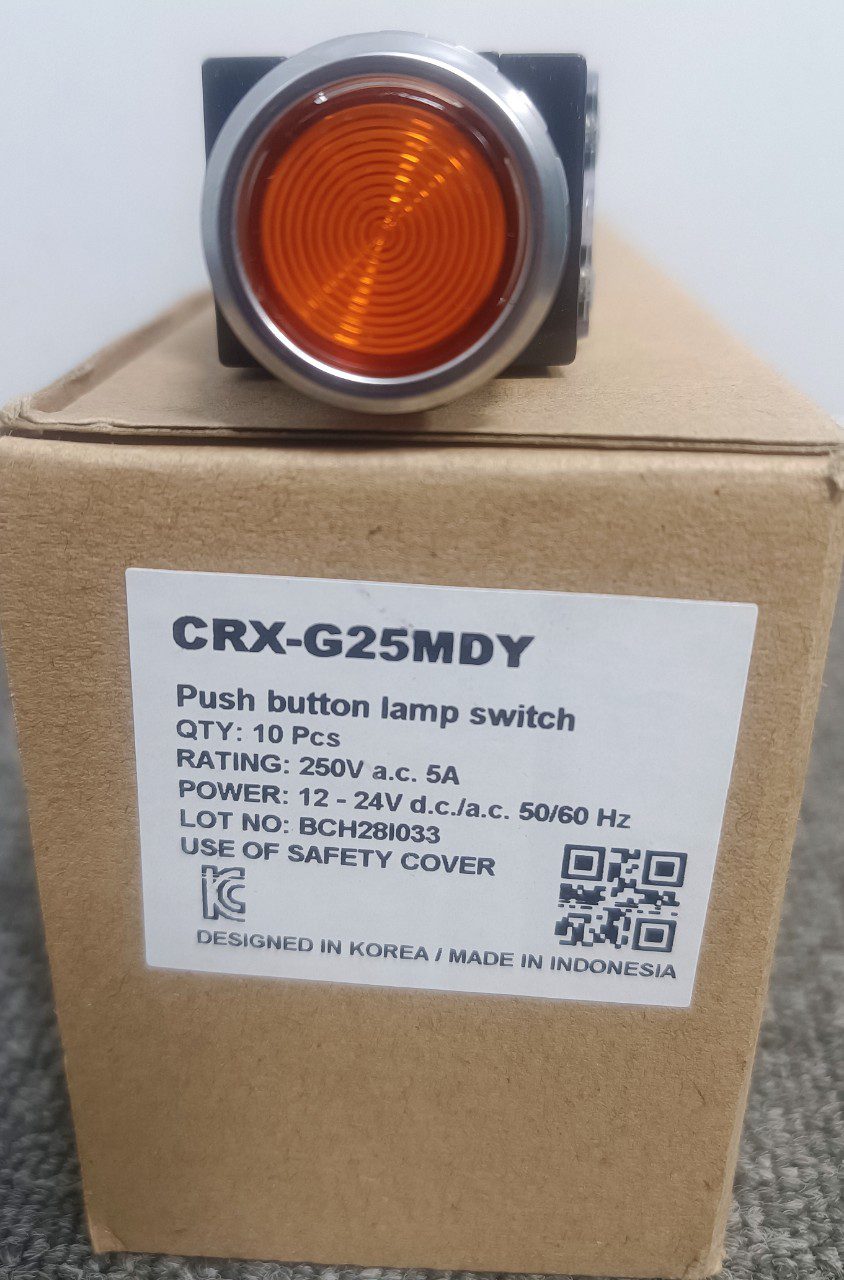 CRX-G25MDY
Push button lamp switch
QTY: 10 Pcs
RATING: 250V a.c. 5A
POWER: 12 - 24V d.c./a.c. 50/60 Hz
LOT NO: BCH28I033
USE OF SAFETY COVER
KC
DESIGNED IN KOREA / MADE IN INDONESIA